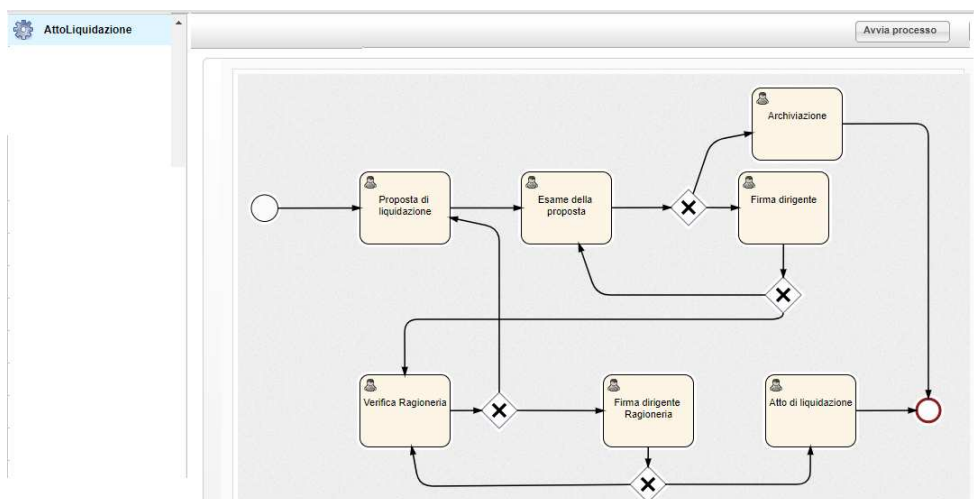 AttoLiquidazione
Avvia processo
Archiviazione
Proposta di
liquidazione
Esame della
proposta
Firma dirigente
Verifica Ragioneria
Firma dirigente
Ragioneria
Atto di liquidazione